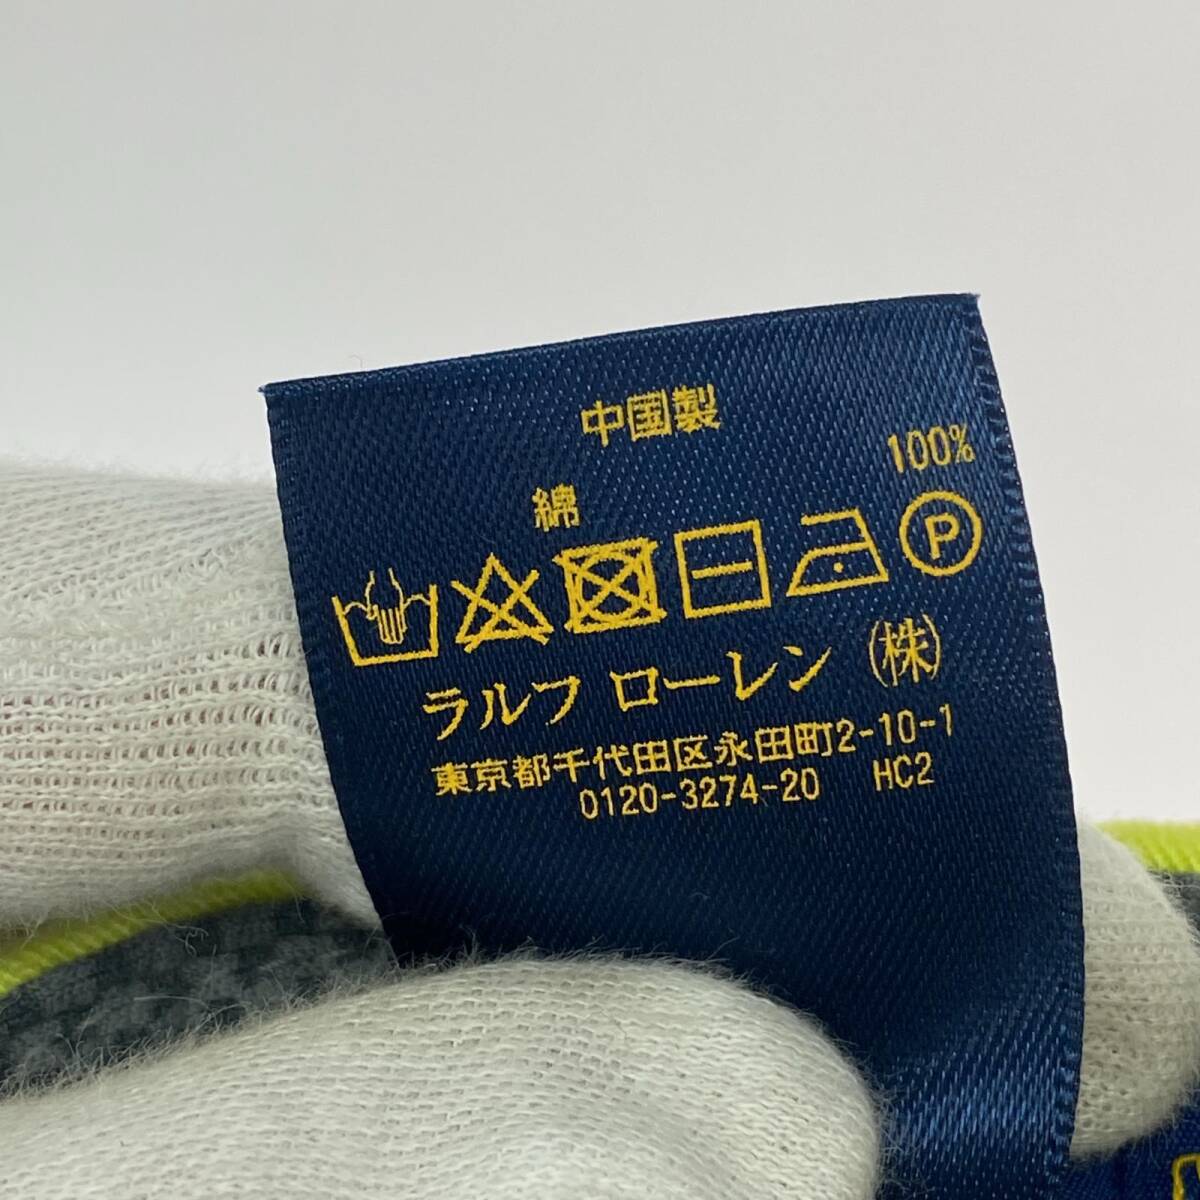 中国製
綿 100%
P
ラルフ ローレン (株)
東京都千代田区永田町2-10-1
0120-3274-20 HC2